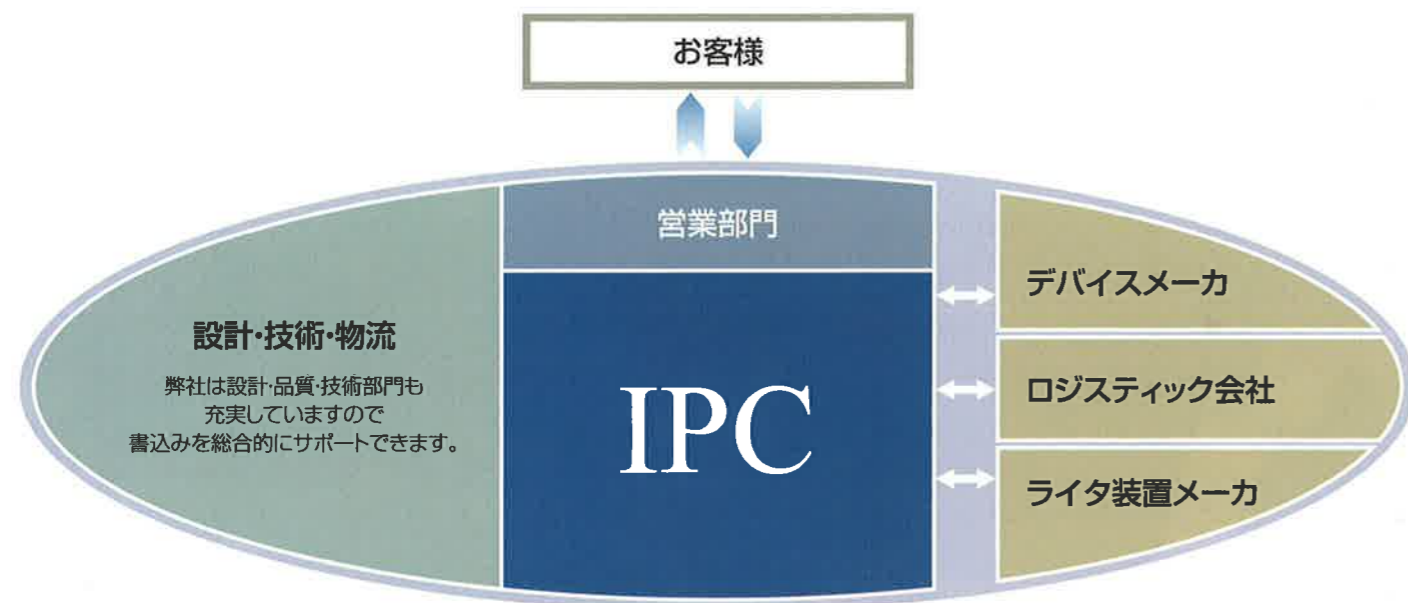 お客様
営業部門
設計・技術・物流
弊社は設計・品質・技術部門も
充実していますので
書込みを総合的にサポートできます。
IPC
デバイスメーカ
ロジスティック会社
ライタ装置メーカ